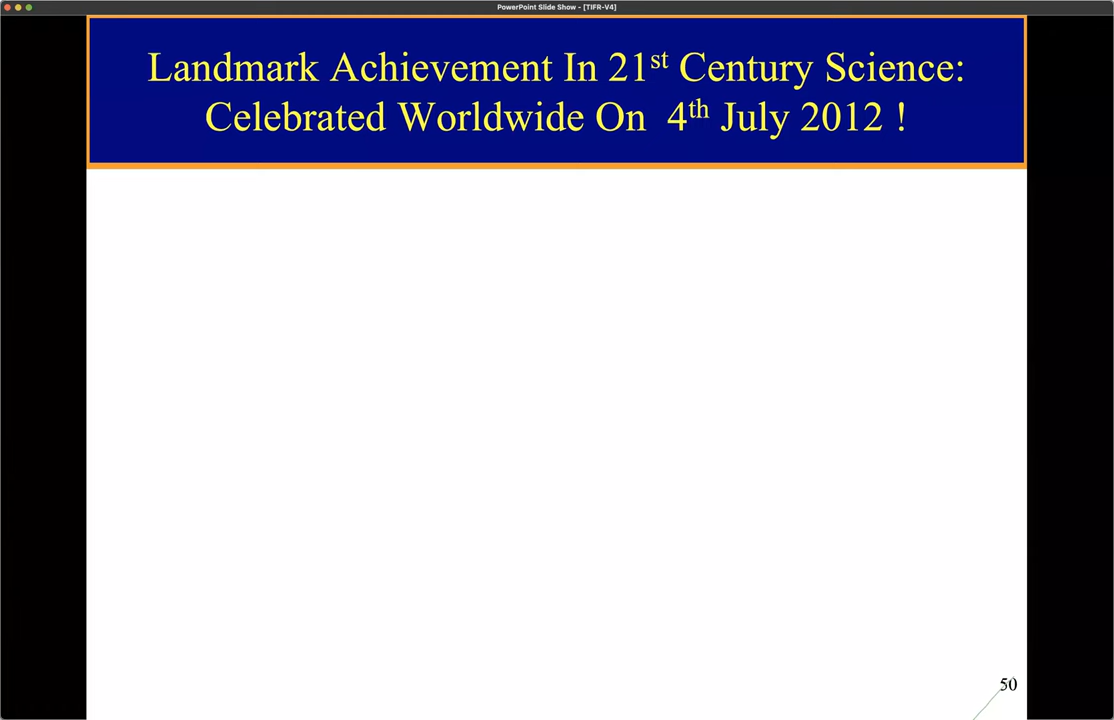 PowerPoint Slide Show - [TIFR-V4]
Landmark Achievement In 21st Century Science:
Celebrated Worldwide On 4th July 2012 !
50